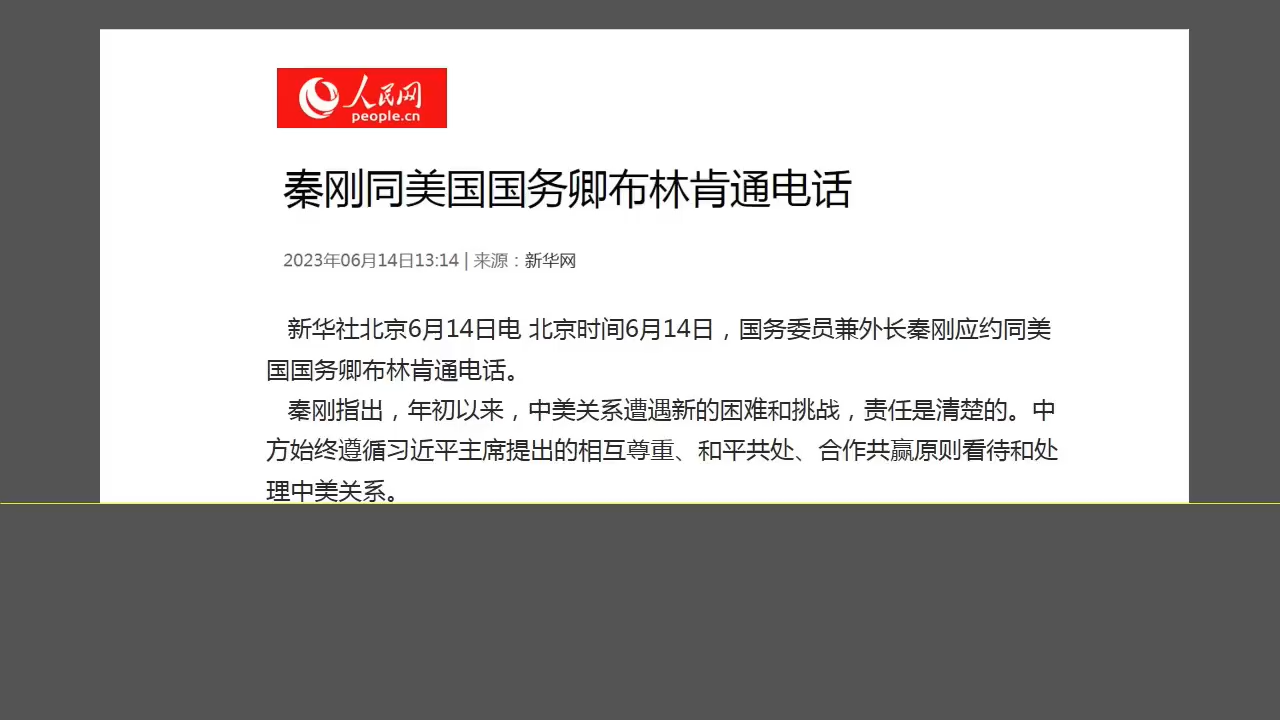 人民网
people.cn
秦刚同美国国务卿布林肯通电话
2023年06月14日13:14 | 来源：新华网
新华社北京6月14日电 北京时间6月14日，国务委员兼外长秦刚应约同美
国国务卿布林肯通电话。
秦刚指出，年初以来，中美关系遭遇新的困难和挑战，责任是清楚的。中
方始终遵循习近平主席提出的相互尊重、和平共处、合作共赢原则看待和处
理中美关系。